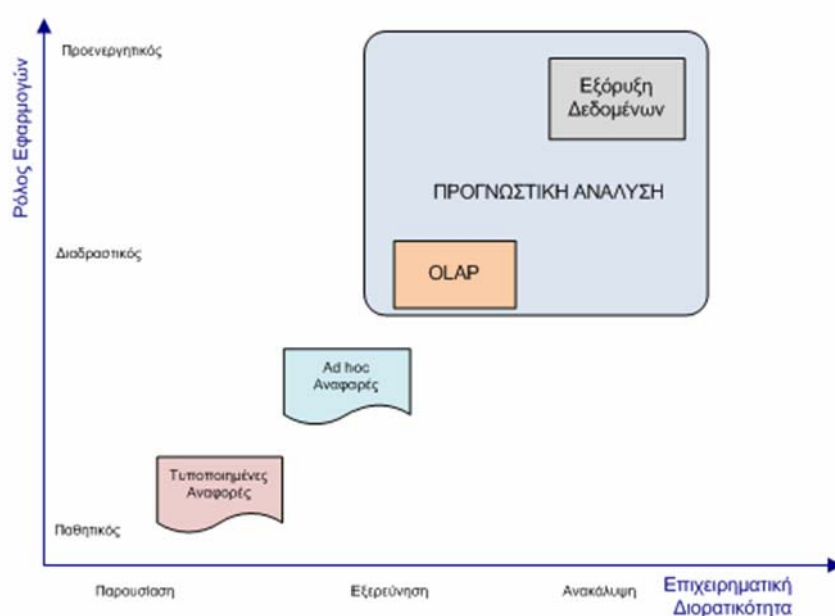 Προενεργητικός
Ρόλος Εφαρμογών
Εξόρυξη
Δεδομένων
ΠΡΟΓΝΩΣΤΙΚΗ ΑΝΑΛΥΣΗ
Διαδραστικός
OLAP
Ad hoc
Αναφορές
Τυποποιημένες
Αναφορές
Παθητικός
Παρουσίαση
Εξερεύνηση
Ανακάλυψη
Επιχειρηματική
Διορατικότητα